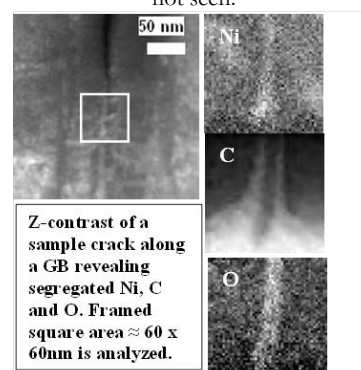 not seen.
50 nm
Ni
C
Z-contrast of a
sample crack along
a GB revealing
segregated Ni, C
and O. Framed
square area ≈ 60 x
60nm is analyzed.
O